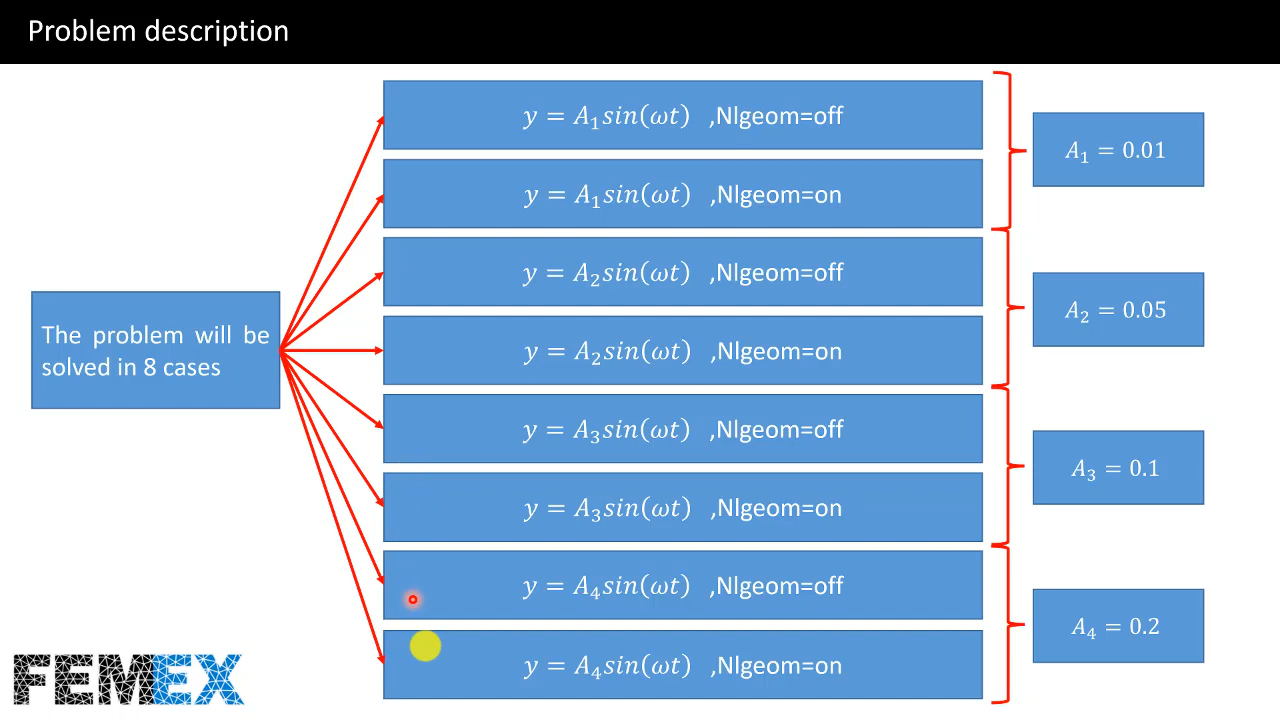 Problem description
The problem will be
solved in 8 cases
y = A₁sin(ωt) ,Nlgeom=off
y = A₁sin(ωt) ,Nlgeom=on
y = A₂sin(ωt) ,Nlgeom=off
y = A₂sin(ωt) ,Nlgeom=on
y = A₃sin(ωt) ,Nlgeom=off
y = A₃sin(ωt) ,Nlgeom=on
y = A₄sin(ωt) ,Nlgeom=off
y = A₄sin(ωt) ,Nlgeom=on
A₁ = 0.01
A₂ = 0.05
A₃ = 0.1
A₄ = 0.2
FEMEX